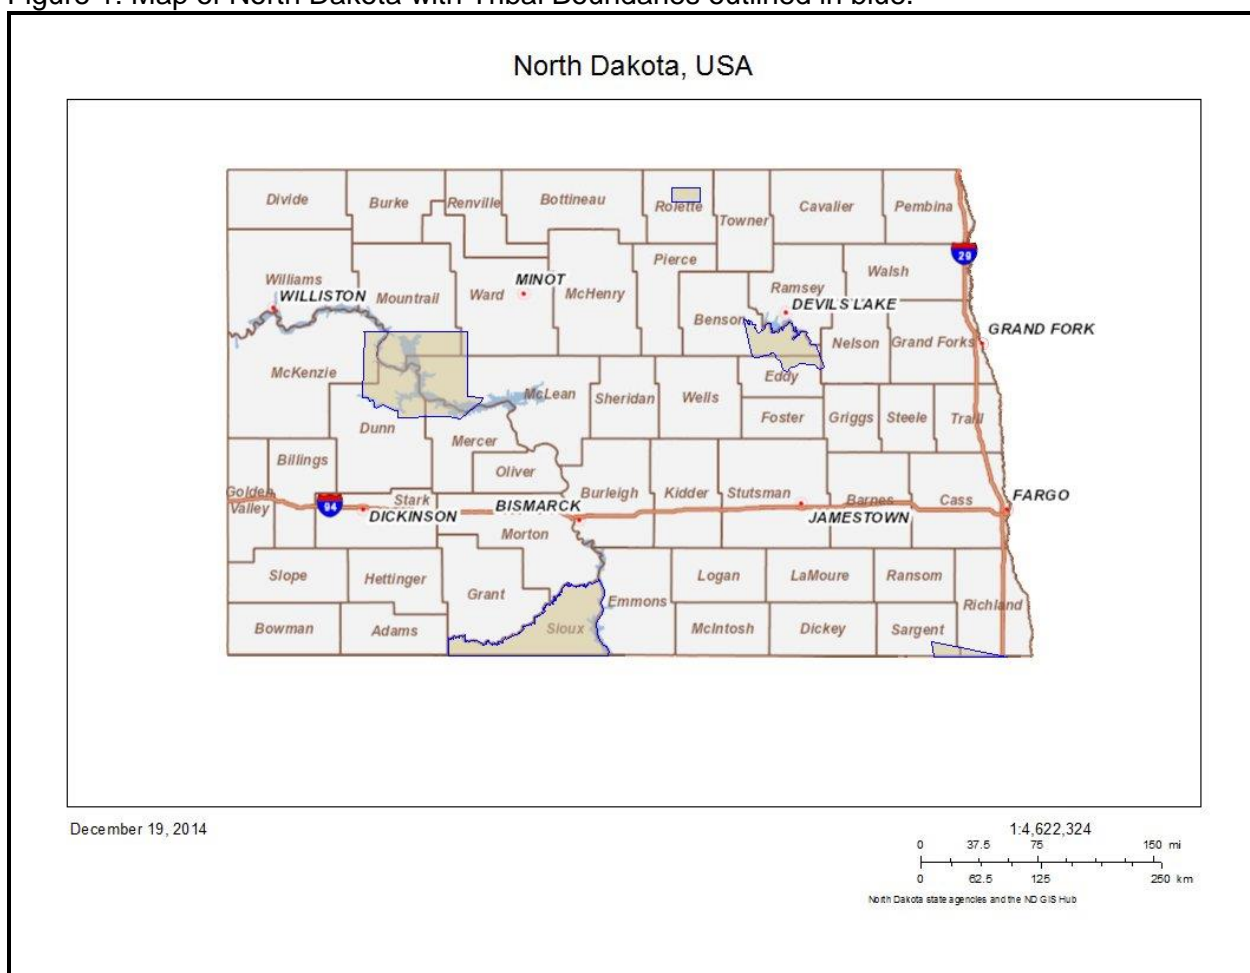 Figure 1. Map of North Dakota with Tribal Boundaries outlined in blue.
North Dakota, USA
Divide
Burke
Renville
Bottineau
Rolette
Towner
Cavalier
Pembina
Pierce
29
Walsh
Williams
WILLISTON
Mountrail
Ward
MINOT
McHenry
Ramsey
DEVILS LAKE
Benson
Nelson
Grand Forks
GRAND FORK
McKenzie
Eddy
McLean
Sheridan
Wells
Foster
Griggs
Steele
Traill
Dunn
Mercer
Billings
Oliver
Golden
Valley
94
Stark
DICKINSON
BISMARCK
Burleigh
Kidder
Stutsman
JAMESTOWN
Barnes
Cass
FARGO
Morton
Slope
Hettinger
Grant
Emmons
Logan
LaMoure
Ransom
Richland
Bowman
Adams
Sioux
McIntosh
Dickey
Sargent
December 19, 2014
1:4,622,324
0 37.5 75 150 mi
0 62.5 125 250 km
North Dakota state agencies and the ND GIS Hub